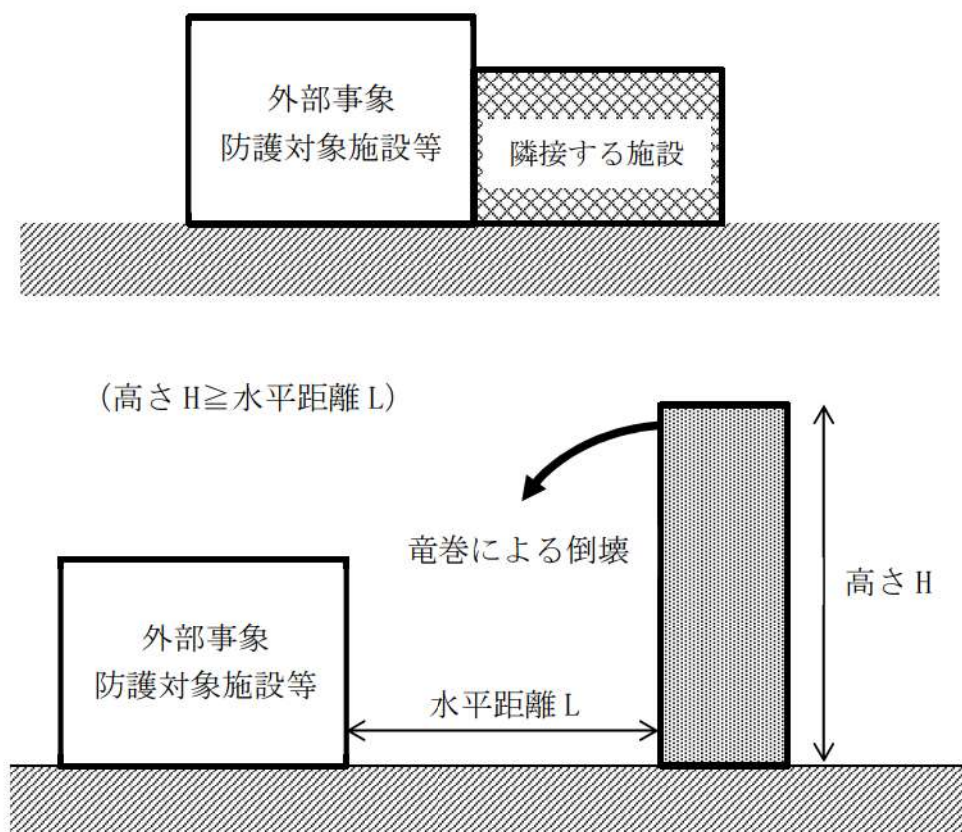 外部事象
防護対象施設等
隣接する施設
(高さH≧水平距離L)
竜巻による倒壊
高さH
外部事象
防護対象施設等
水平距離L